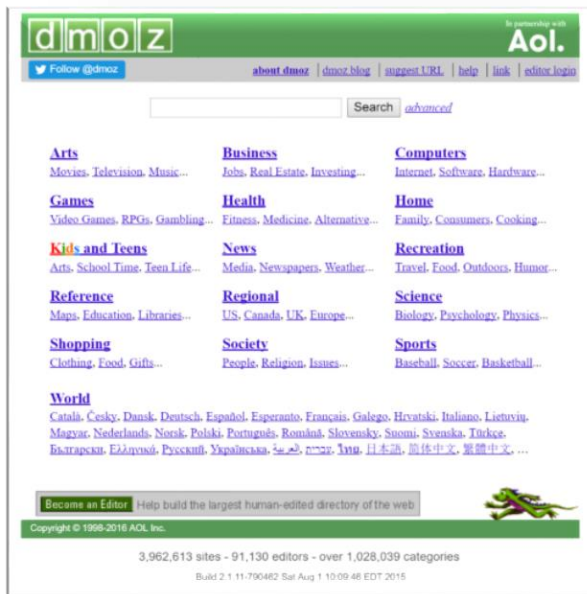 dmoz
In partnership with
Aol.
Follow @dmoz
about dmoz | dmoz blog | suggest URL | help | link | editor login
Search advanced
Arts
Movies, Television, Music...
Business
Jobs, Real Estate, Investing...
Computers
Internet, Software, Hardware...
Games
Video Games, RPGs, Gambling...
Health
Fitness, Medicine, Alternative...
Home
Family, Consumers, Cooking...
Kids and Teens
Arts, School Time, Teen Life...
News
Media, Newspapers, Weather...
Recreation
Travel, Food, Outdoors, Humor...
Reference
Maps, Education, Libraries...
Regional
US, Canada, UK, Europe...
Science
Biology, Psychology, Physics...
Shopping
Clothing, Food, Gifts...
Society
People, Religion, Issues...
Sports
Baseball, Soccer, Basketball...
World
Català, Česky, Dansk, Deutsch, Español, Esperanto, Français, Galego, Hrvatski, Italiano, Lietuvių,
Magyar, Nederlands, Norsk, Polski, Português, Română, Slovensky, Suomi, Svenska, Türkçe,
Български, Ελληνικά, Русский, Українська, العربية, עברית, ไทย, 日本語, 简体中文, 繁體中文, ...
Become an Editor Help build the largest human-edited directory of the web
Copyright © 1998-2016 AOL Inc.
3,962,613 sites - 91,130 editors - over 1,028,039 categories
Build 2.1.11-790462 Sat Aug 1 10:09:46 EDT 2015